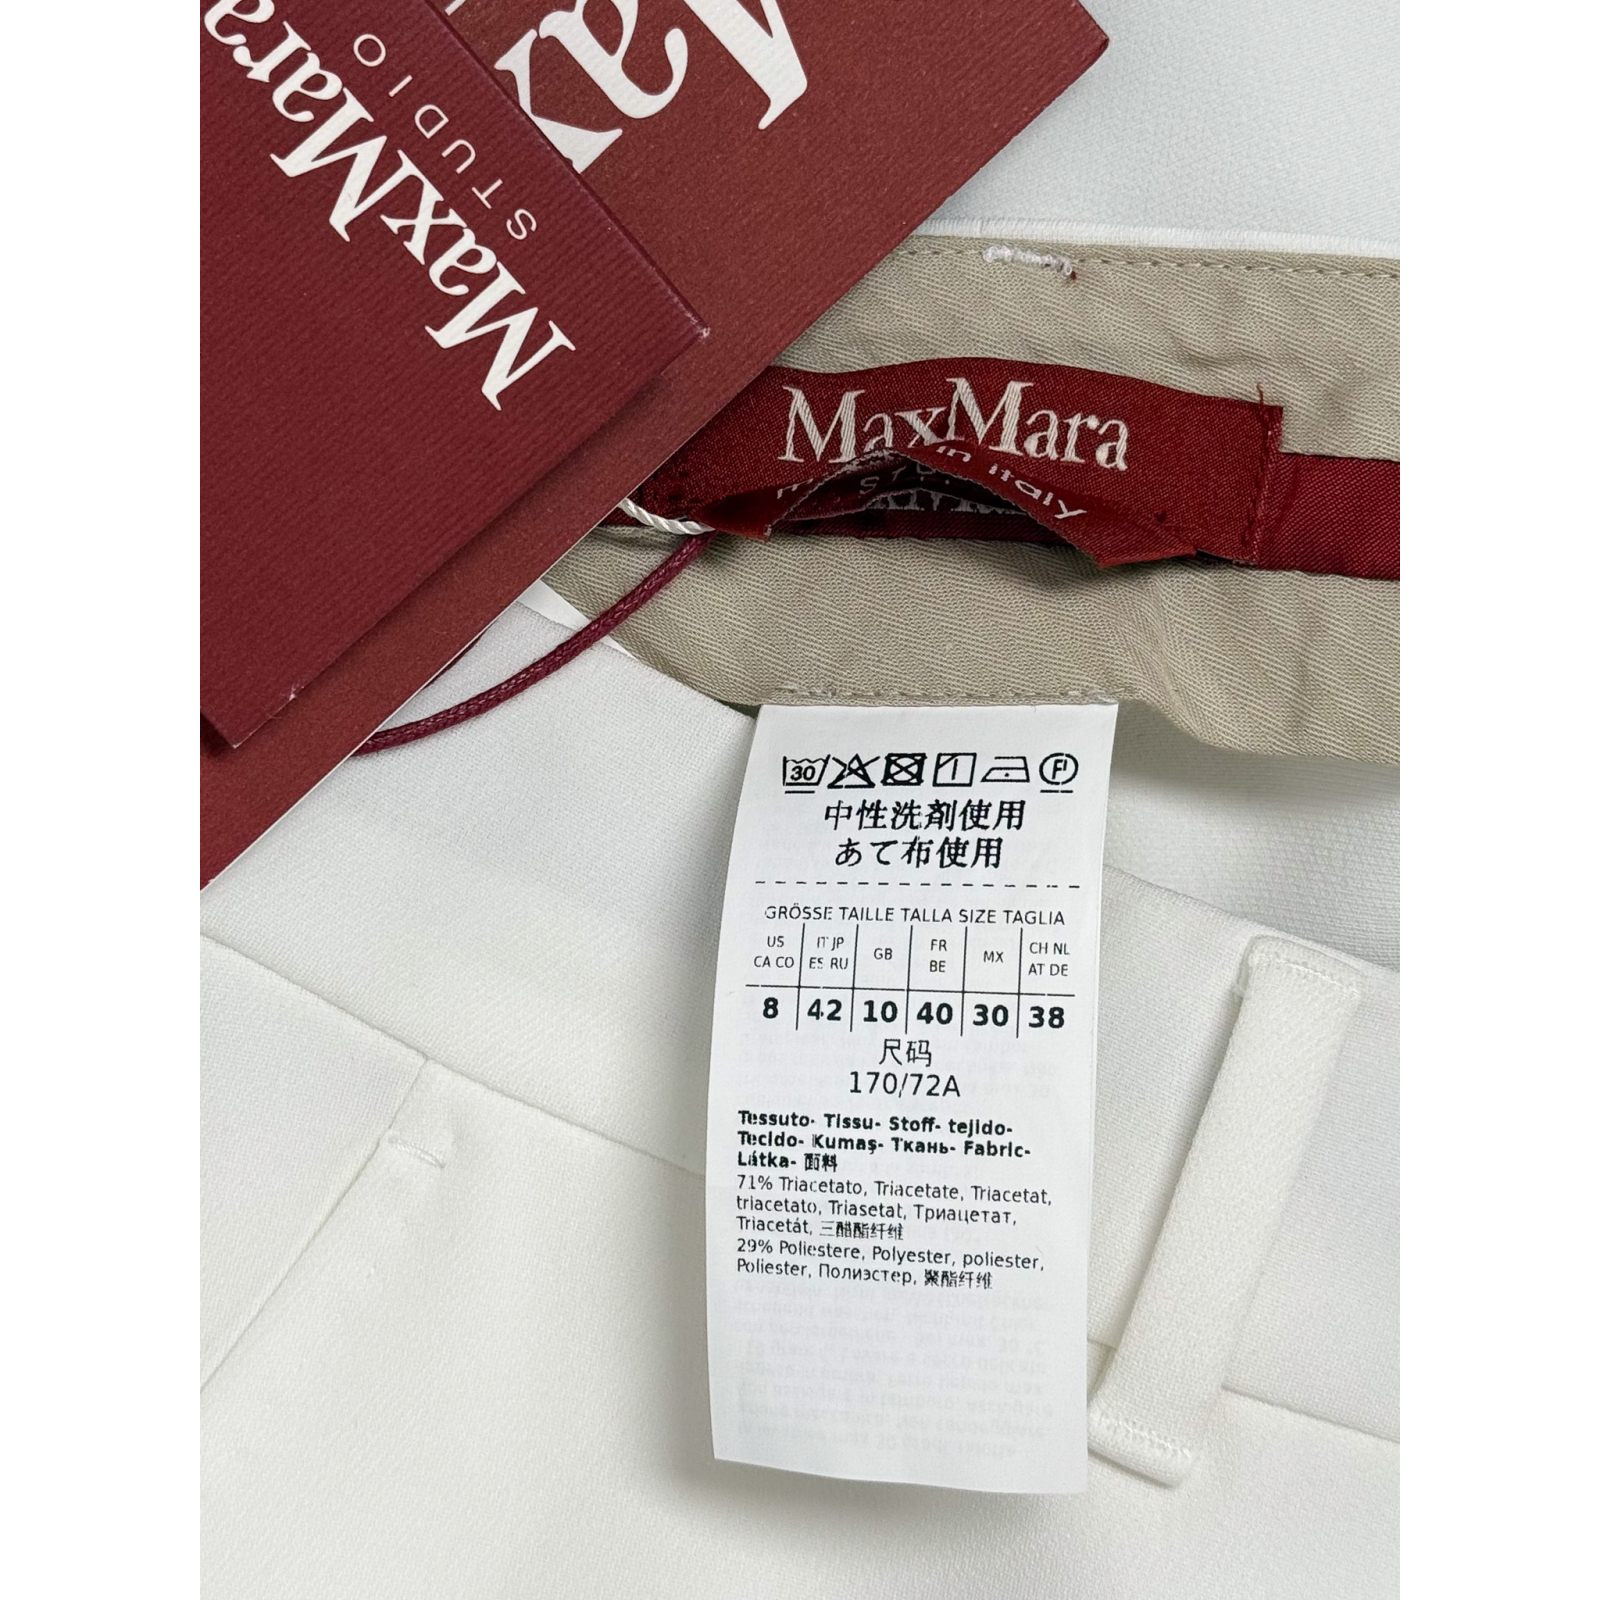 MaxMara
STUDIO
MaxMara
MaxMara
in italy
30
中性洗剤使用
あて布使用
GRÖSSE TAILLE TALLA SIZE TAGLIA
US CA CO IT JP ES RU GB FR BE MX CH NL AT DE
8 42 10 40 30 38
尺码
170/72A
Tessuto- Tissu- Stoff- tejido-
Tecido- Kumaş- Ткань- Fabric-
Látka- 面料
71% Triacetato, Triacetate, Triacetat,
triacetato, Triasetat, Триацетат,
Triacetát, 三醋酯纤维
29% Poliestere, Polyester, poliester,
Poliester, Полиэстер, 聚酯纤维